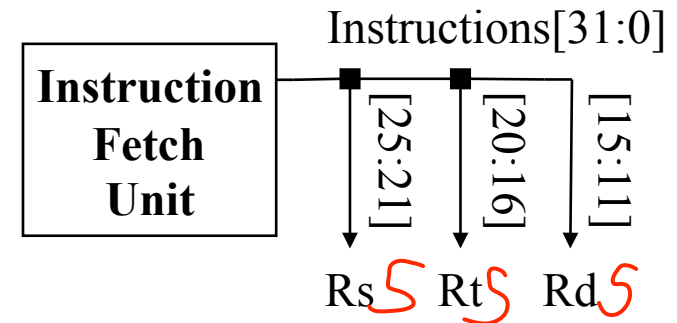 Instructions[31:0]
Instruction
Fetch
Unit
[25:21]
[20:16]
[15:11]
Rs 5 Rt 5 Rd 5